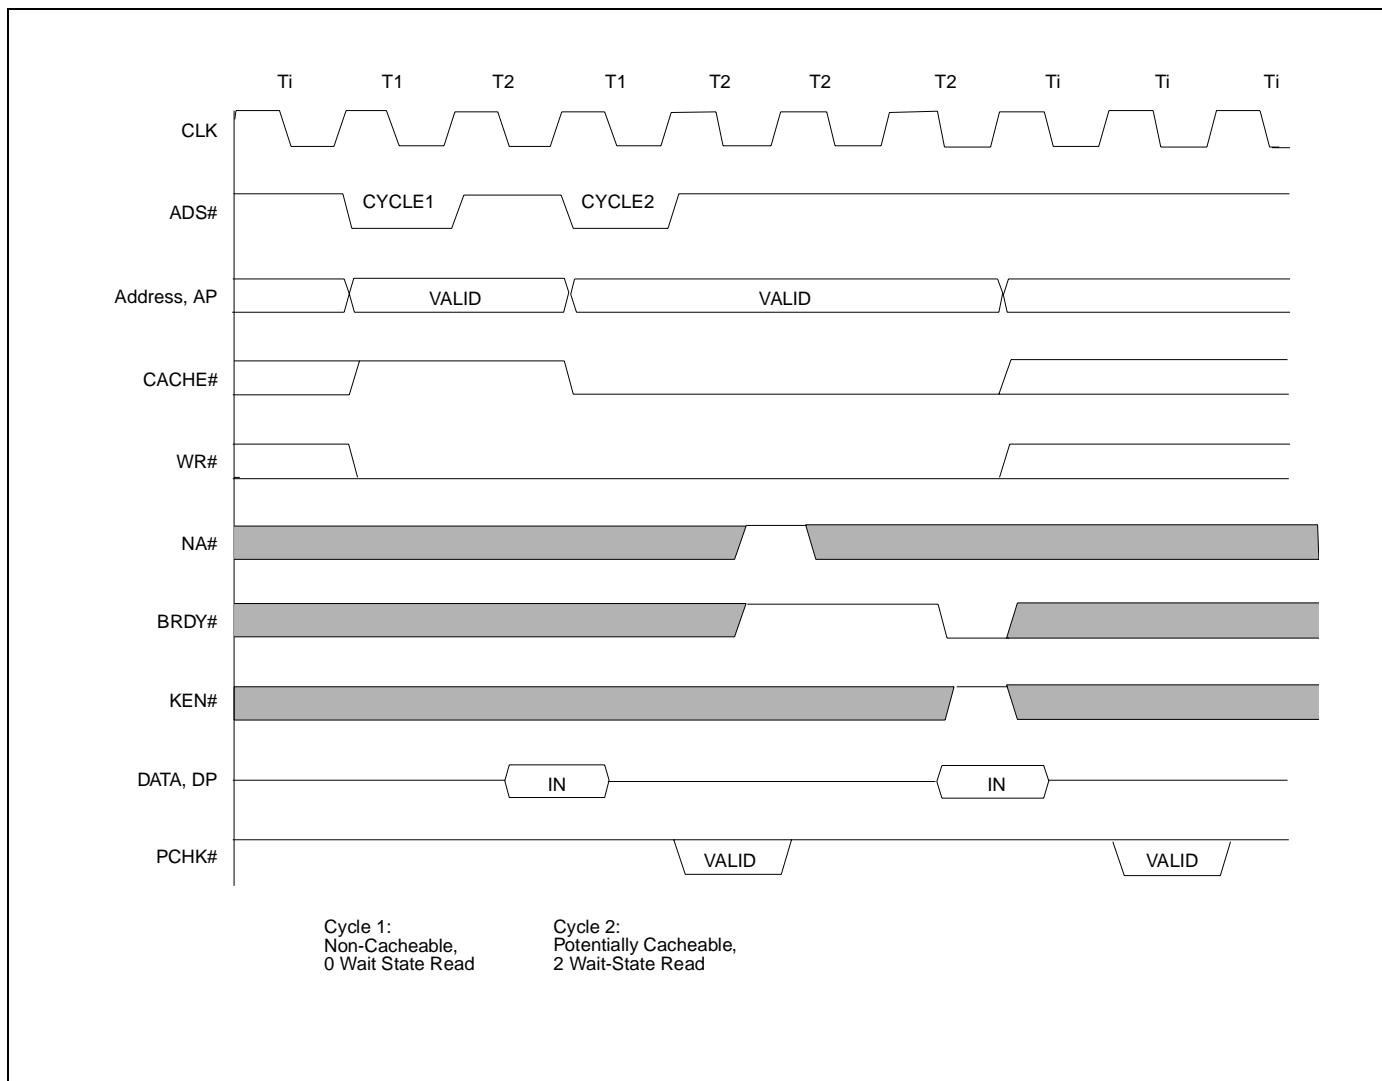 Ti T1 T2 T1 T2 T2 T2 Ti Ti Ti
CLK
ADS# CYCLE1 CYCLE2
Address, AP VALID VALID
CACHE#
WR#
NA#
BRDY#
KEN#
DATA, DP IN IN
PCHK# VALID VALID
Cycle 1:
Non-Cacheable,
0 Wait State Read
Cycle 2:
Potentially Cacheable,
2 Wait-State Read